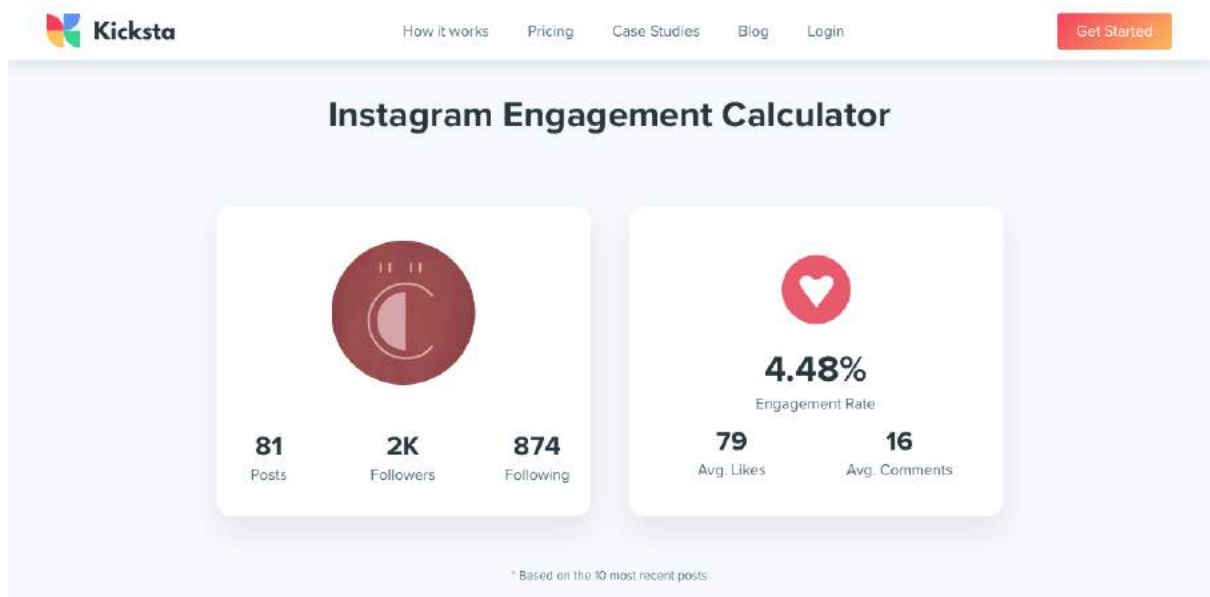 Kicksta How it works Pricing Case Studies Blog Login Get Started
Instagram Engagement Calculator
81 2K 874
Posts Followers Following
4.48%
Engagement Rate
79 16
Avg. Likes Avg. Comments
* Based on the 10 most recent posts